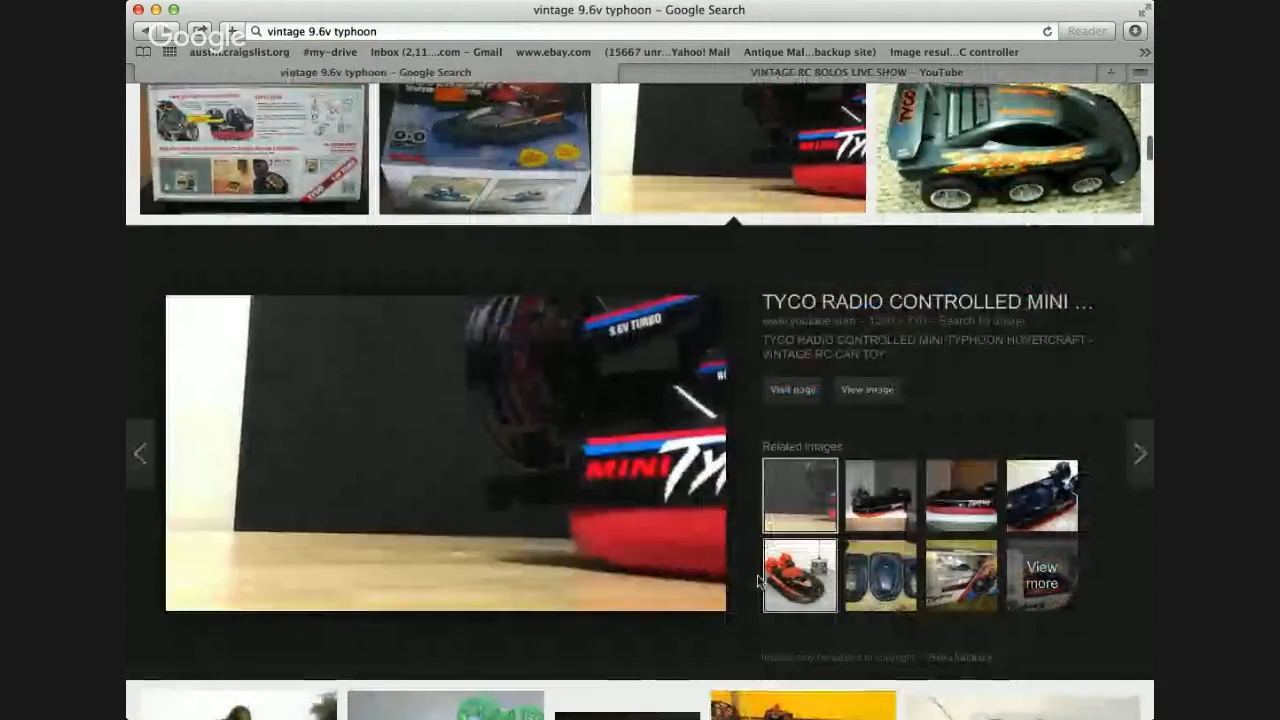 vintage 9.6v typhoon – Google Search
Google
vintage 9.6v typhoon
Reader
austin.craigslist.org
#my-drive
Inbox (2,11....com – Gmail
www.ebay.com
(15667 unr...Yahoo! Mail
Antique Mal...backup site)
Image resul...C controller
vintage 9.6v typhoon – Google Search
VINTAGE RC BOLOS LIVE SHOW – YouTube
TYCO
TYCO RADIO CONTROLLED MINI ...
TYCO RADIO CONTROLLED MINI TYPHOON HOVERCRAFT -
VINTAGE RC CAR TOY
Visit page
View image
9.6V TURBO
MINI Ty
Related images
View
more